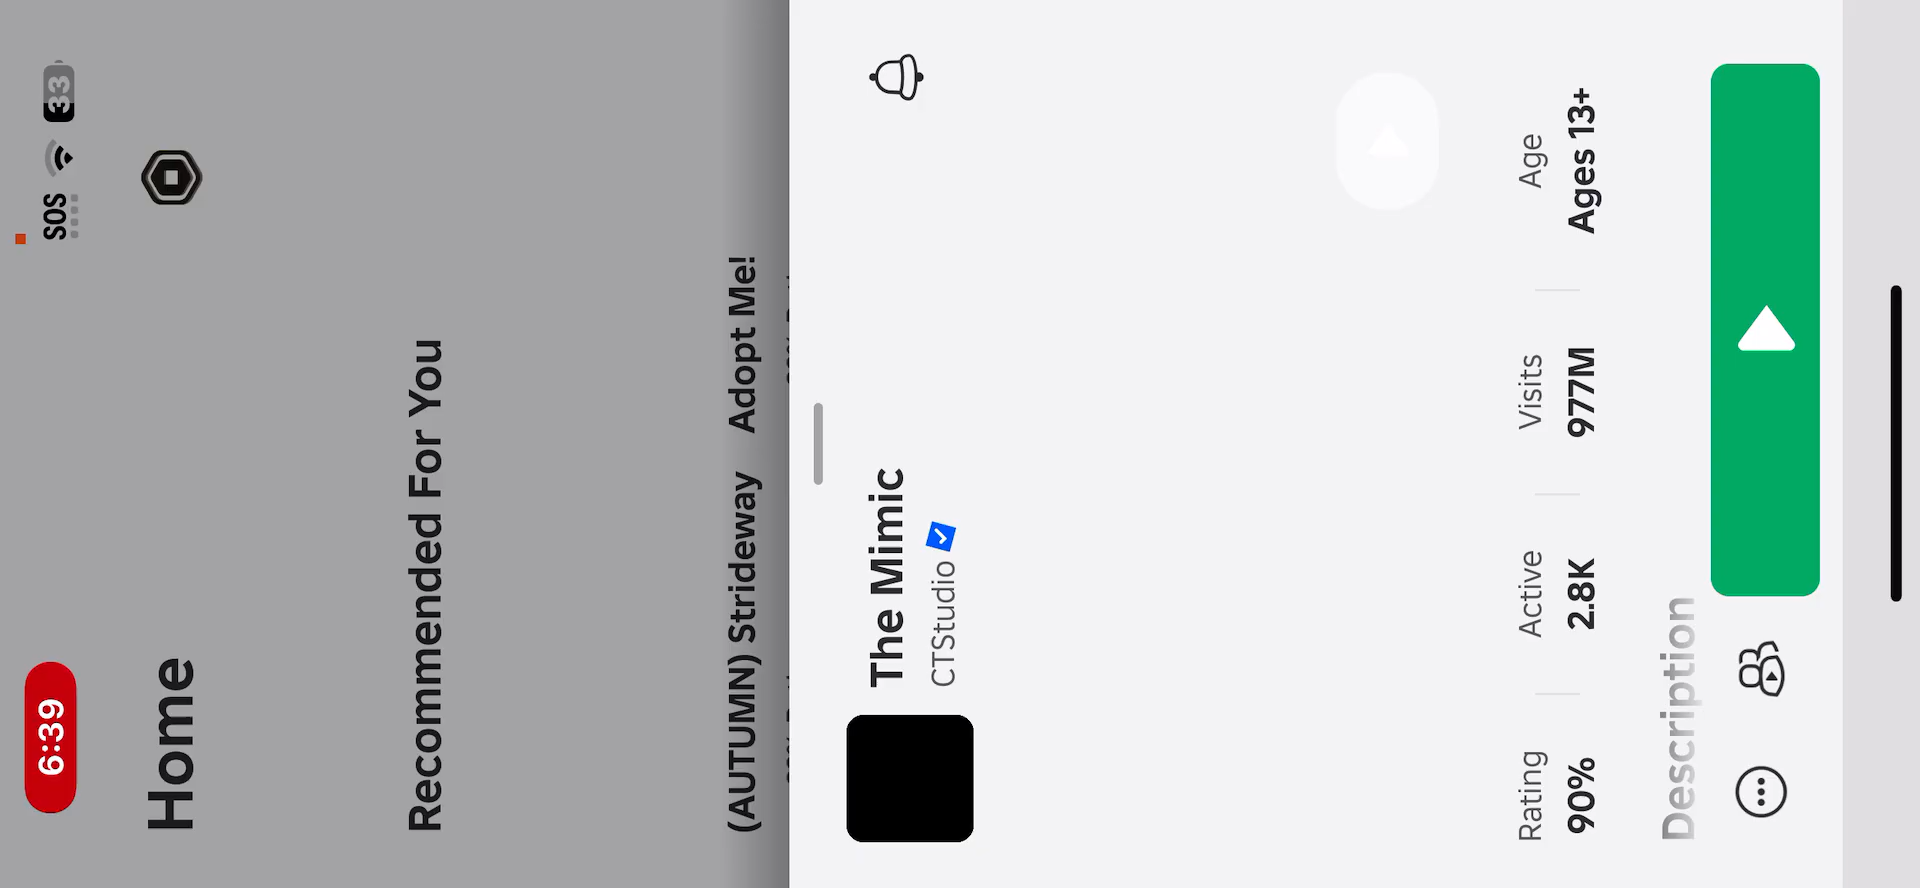 6:39
SOS
33
Home
Recommended For You
(AUTUMN) Strideway
Adopt Me!
The Mimic
CTStudio
Rating
Active
Visits
Age
90%
2.8K
977M
Ages 13+
Description